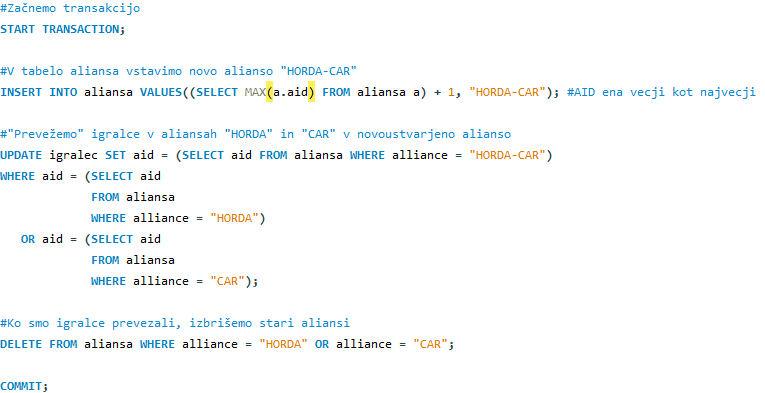 #Začnemo transakcijo
START TRANSACTION;
#V tabelo aliansa vstavimo novo alianso "HORDA-CAR"
INSERT INTO aliansa VALUES((SELECT MAX(a.aid) FROM aliansa a) + 1, "HORDA-CAR"); #AID ena vecji kot najvecji
#"Prevežemo" igralce v aliansah "HORDA" in "CAR" v novoustvarjeno alianso
UPDATE igralec SET aid = (SELECT aid FROM aliansa WHERE alliance = "HORDA-CAR")
WHERE aid = (SELECT aid
FROM aliansa
WHERE alliance = "HORDA")
OR aid = (SELECT aid
FROM aliansa
WHERE alliance = "CAR");
#Ko smo igralce prevezali, izbrišemo stari aliansi
DELETE FROM aliansa WHERE alliance = "HORDA" OR alliance = "CAR";
COMMIT;